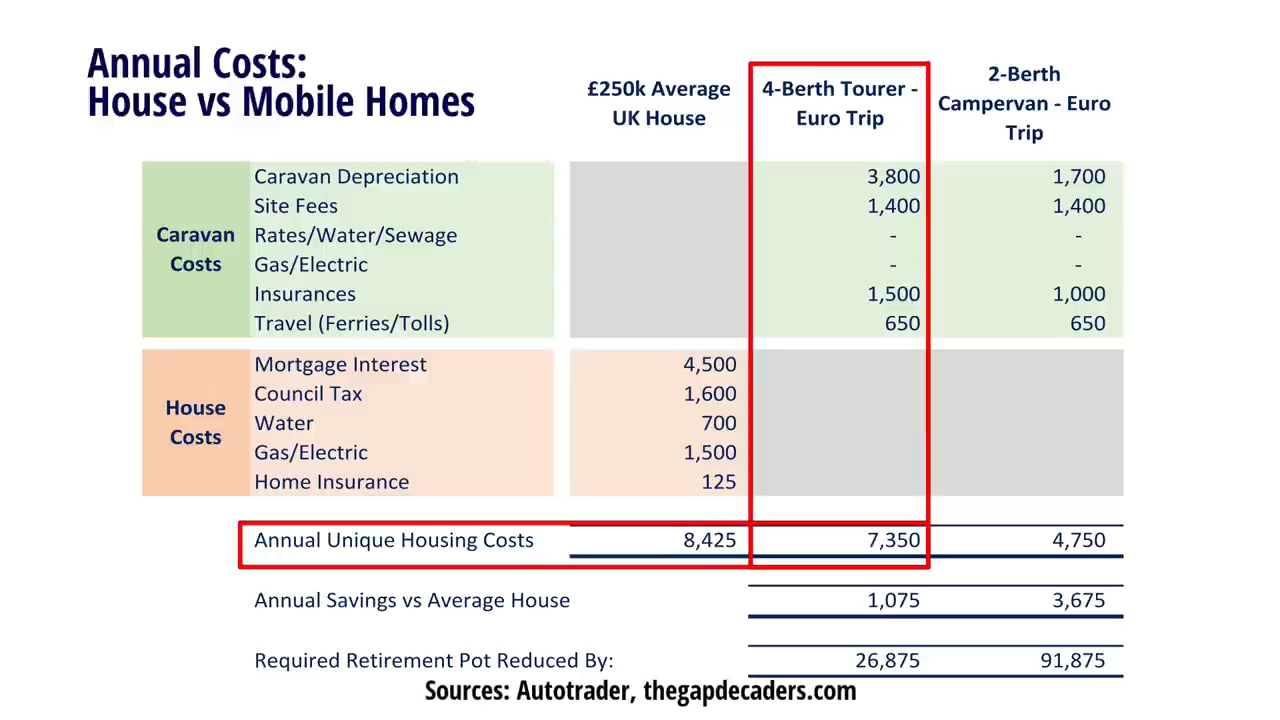 Annual Costs:
House vs Mobile Homes
£250k Average
UK House
4-Berth Tourer -
Euro Trip
2-Berth
Campervan - Euro
Trip
Caravan
Costs
Caravan Depreciation 3,800 1,700
Site Fees 1,400 1,400
Rates/Water/Sewage - -
Gas/Electric - -
Insurances 1,500 1,000
Travel (Ferries/Tolls) 650 650
House
Costs
Mortgage Interest 4,500
Council Tax 1,600
Water 700
Gas/Electric 1,500
Home Insurance 125
Annual Unique Housing Costs 8,425 7,350 4,750
Annual Savings vs Average House 1,075 3,675
Required Retirement Pot Reduced By: 26,875 91,875
Sources: Autotrader, thegapdecaders.com